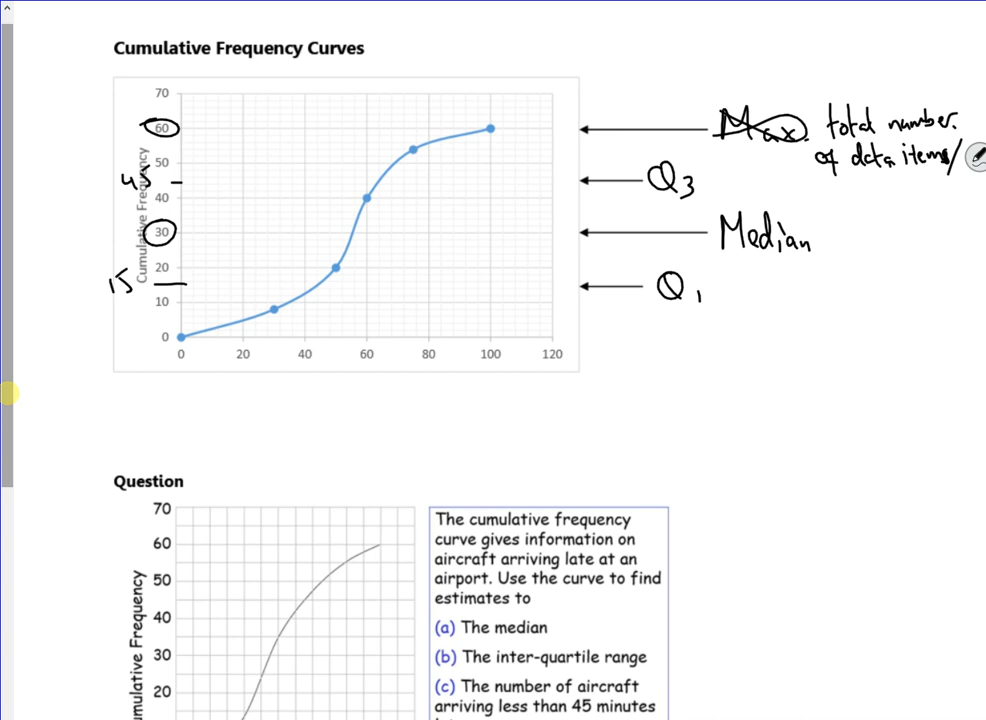 Cumulative Frequency Curves
70
60
50
45
40
30
20
15
10
0
Cumulative Frequency
0 20 40 60 80 100 120
Max. total number.
of data items/
Q3
Median
Q1
Question
70
60
50
40
30
20
mulative Frequency
The cumulative frequency
curve gives information on
aircraft arriving late at an
airport. Use the curve to find
estimates to
(a) The median
(b) The inter-quartile range
(c) The number of aircraft
arriving less than 45 minutes